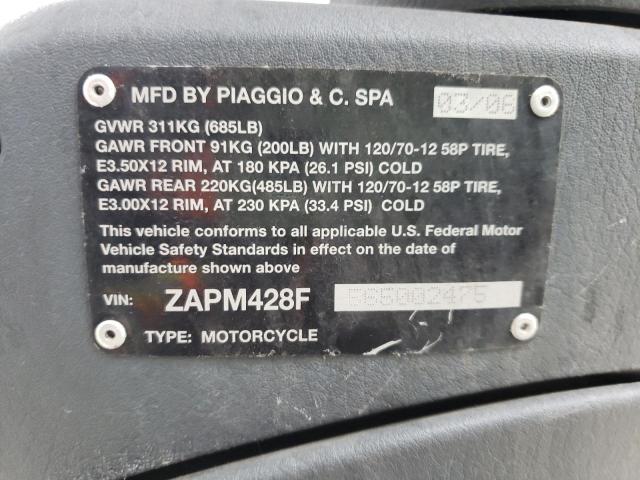 MFD BY PIAGGIO & C. SPA 03/06
GVWR 311KG (685LB)
GAWR FRONT 91KG (200LB) WITH 120/70-12 58P TIRE,
E3.50X12 RIM, AT 180 KPA (26.1 PSI) COLD
GAWR REAR 220KG(485LB) WITH 120/70-12 58P TIRE,
E3.00X12 RIM, AT 230 KPA (33.4 PSI) COLD
This vehicle conforms to all applicable U.S. Federal Motor
Vehicle Safety Standards in effect on the date of
manufacture shown above
VIN: ZAPM428F
TYPE: MOTORCYCLE